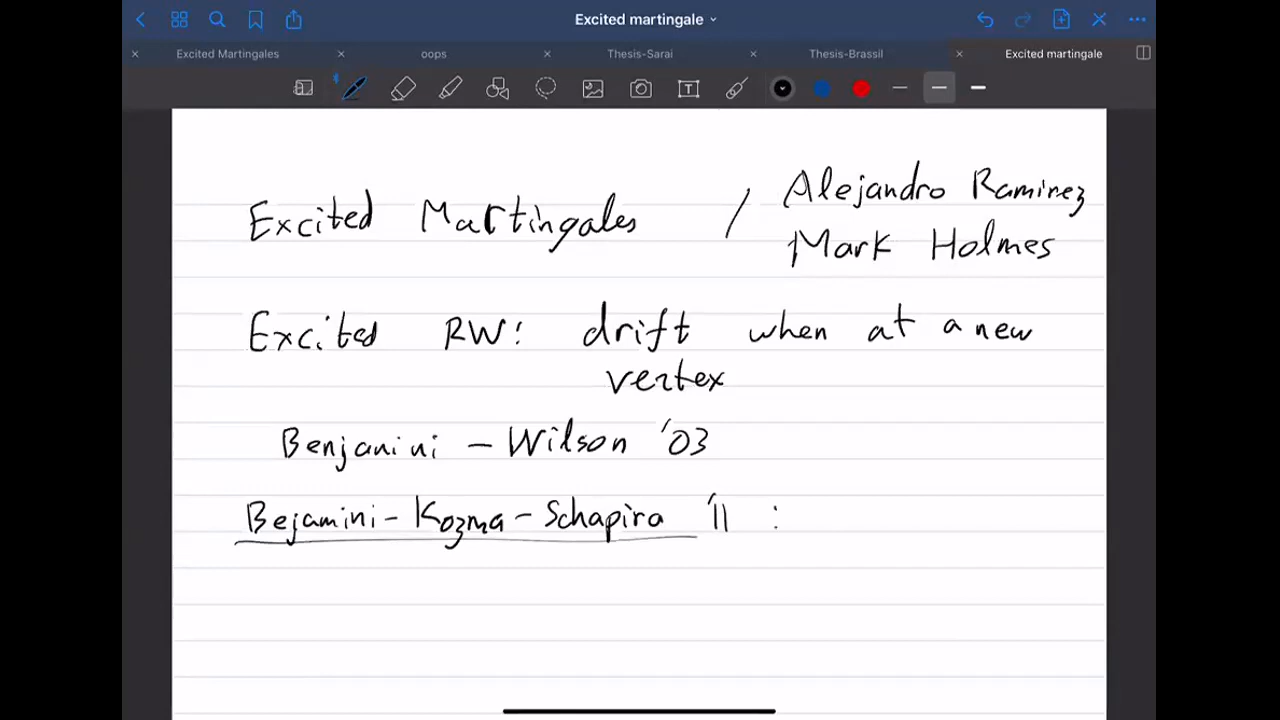 Excited martingale
Excited Martingales
oops
Thesis-Sarai
Thesis-Brassil
Excited martingale
Excited Martingales / Alejandro Ramirez
Mark Holmes
Excited RW: drift when at a new
vertex
Benjanini - Wilson '03
Bejamini - Kozma - Schapira '11 :